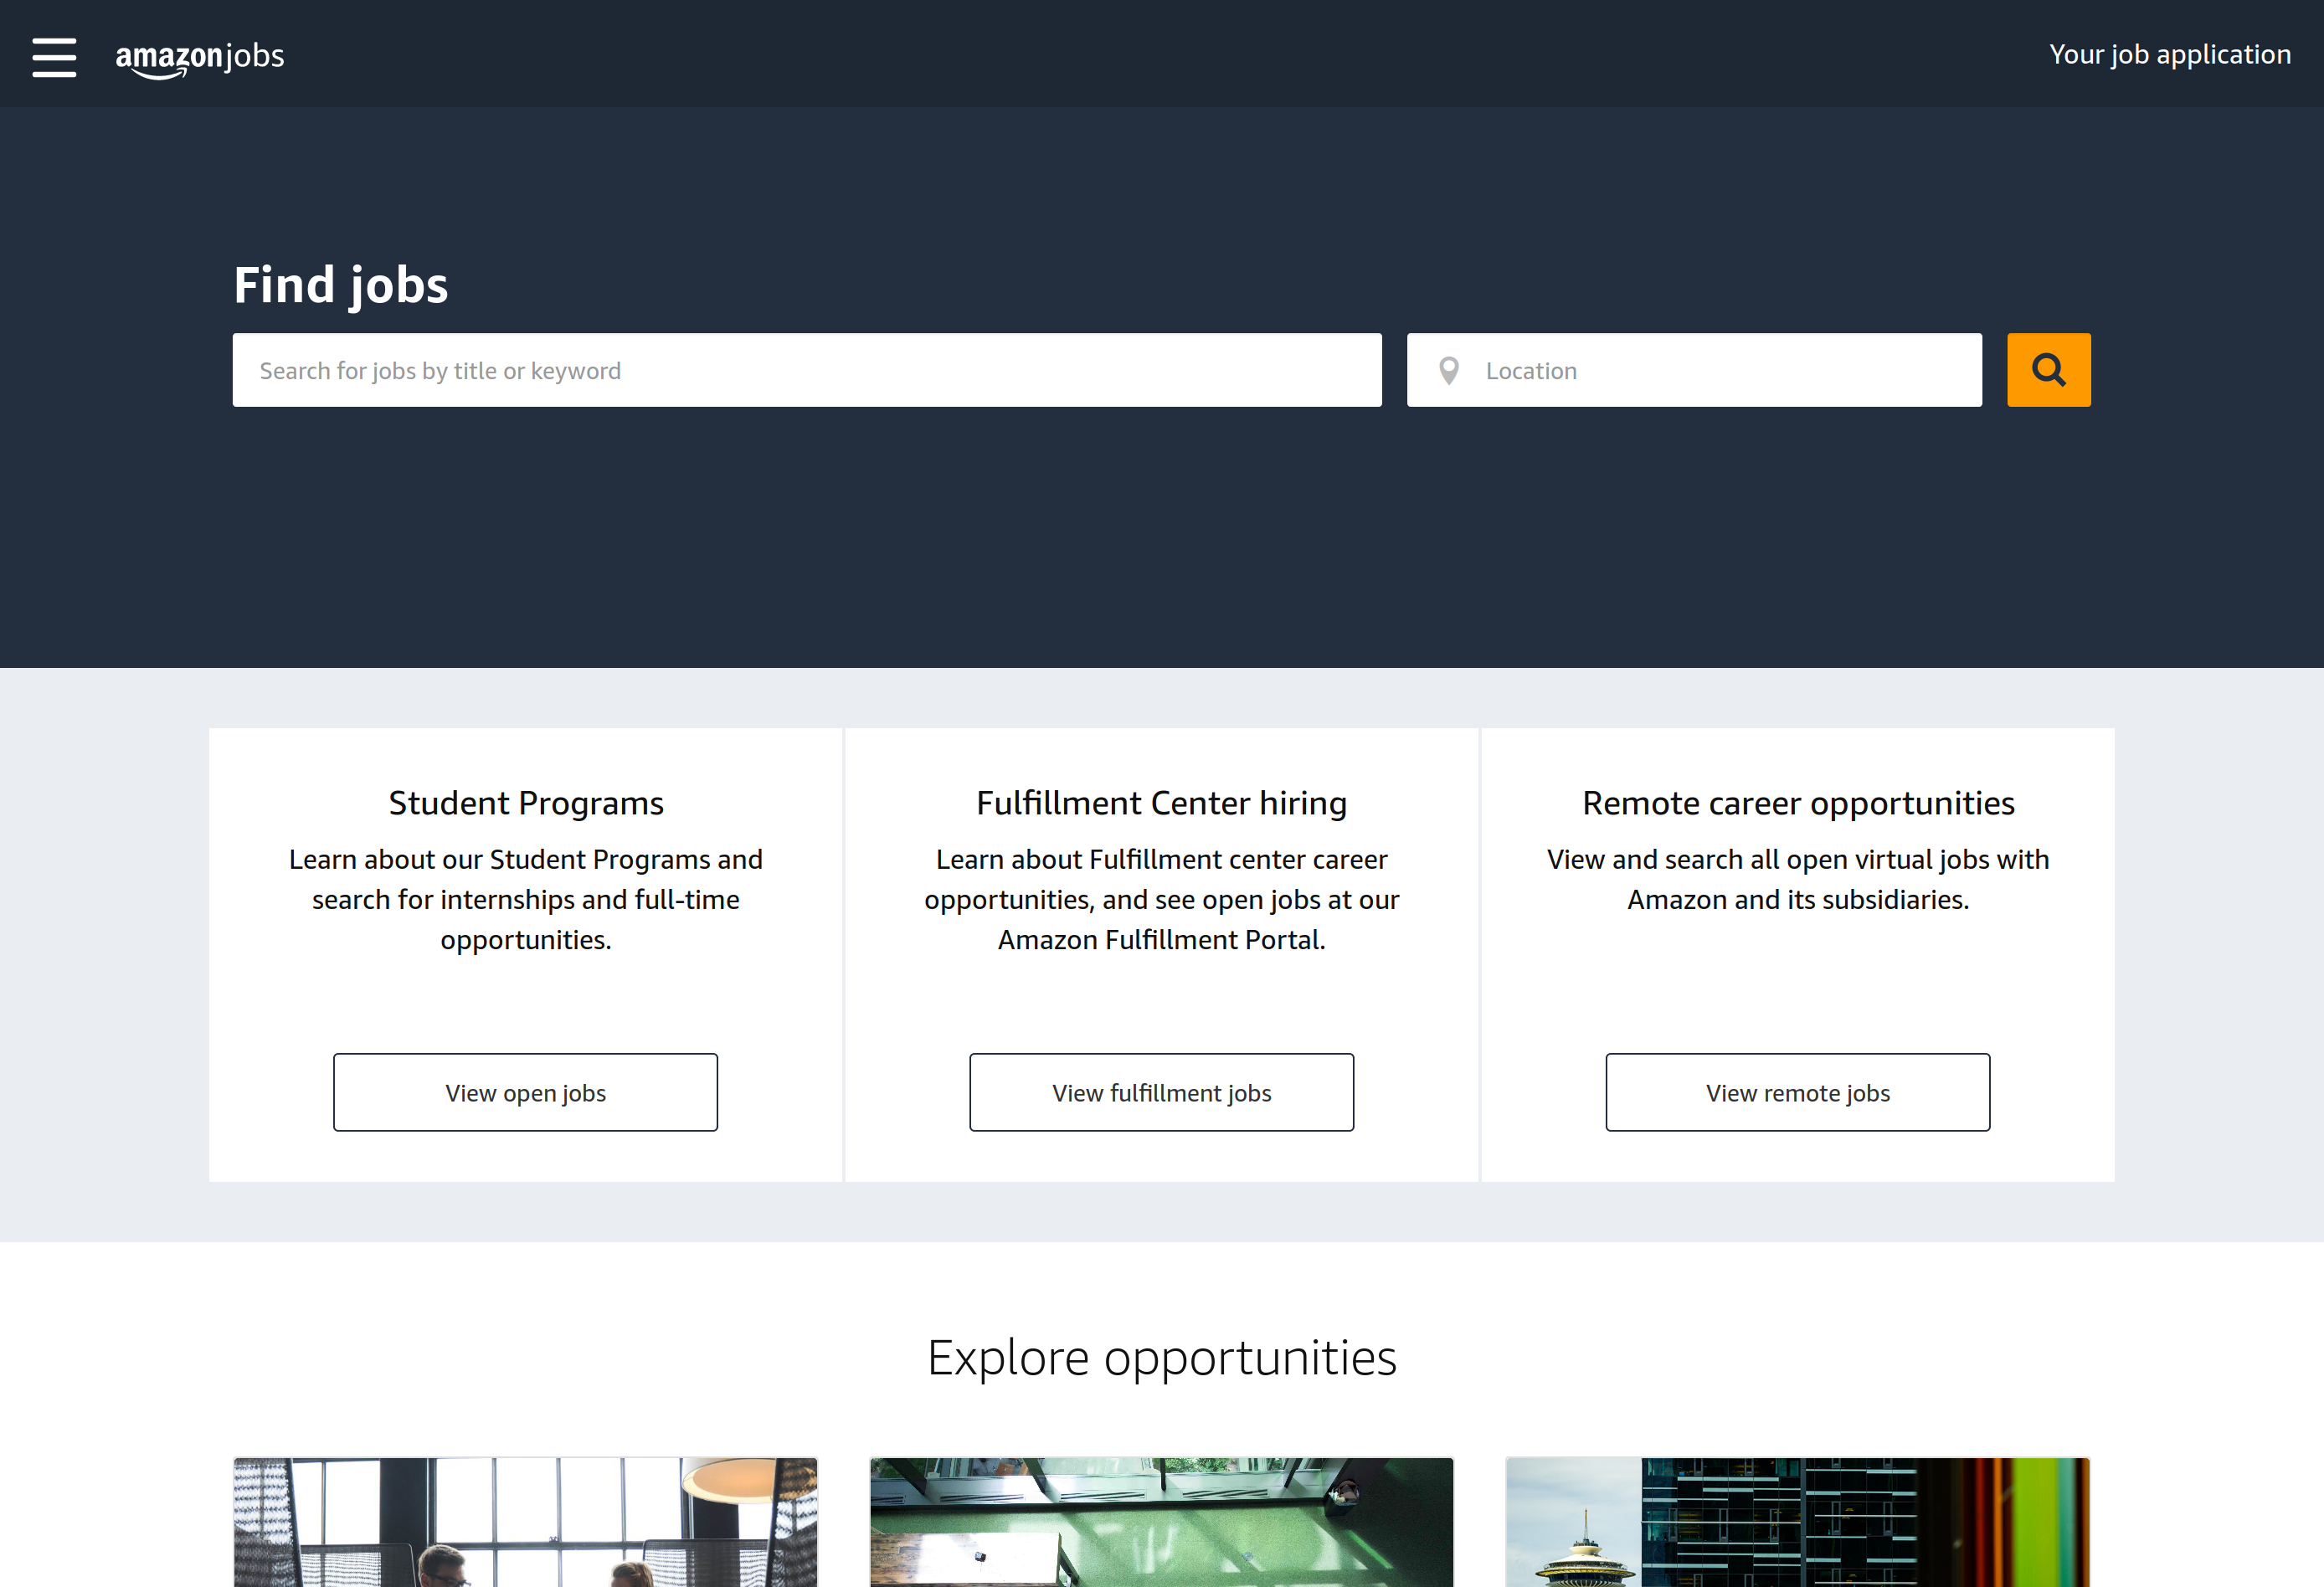 amazon jobs
Your job application
Find jobs
Search for jobs by title or keyword
Location
Student Programs
Learn about our Student Programs and
search for internships and full-time
opportunities.
View open jobs
Fulfillment Center hiring
Learn about Fulfillment center career
opportunities, and see open jobs at our
Amazon Fulfillment Portal.
View fulfillment jobs
Remote career opportunities
View and search all open virtual jobs with
Amazon and its subsidiaries.
View remote jobs
Explore opportunities